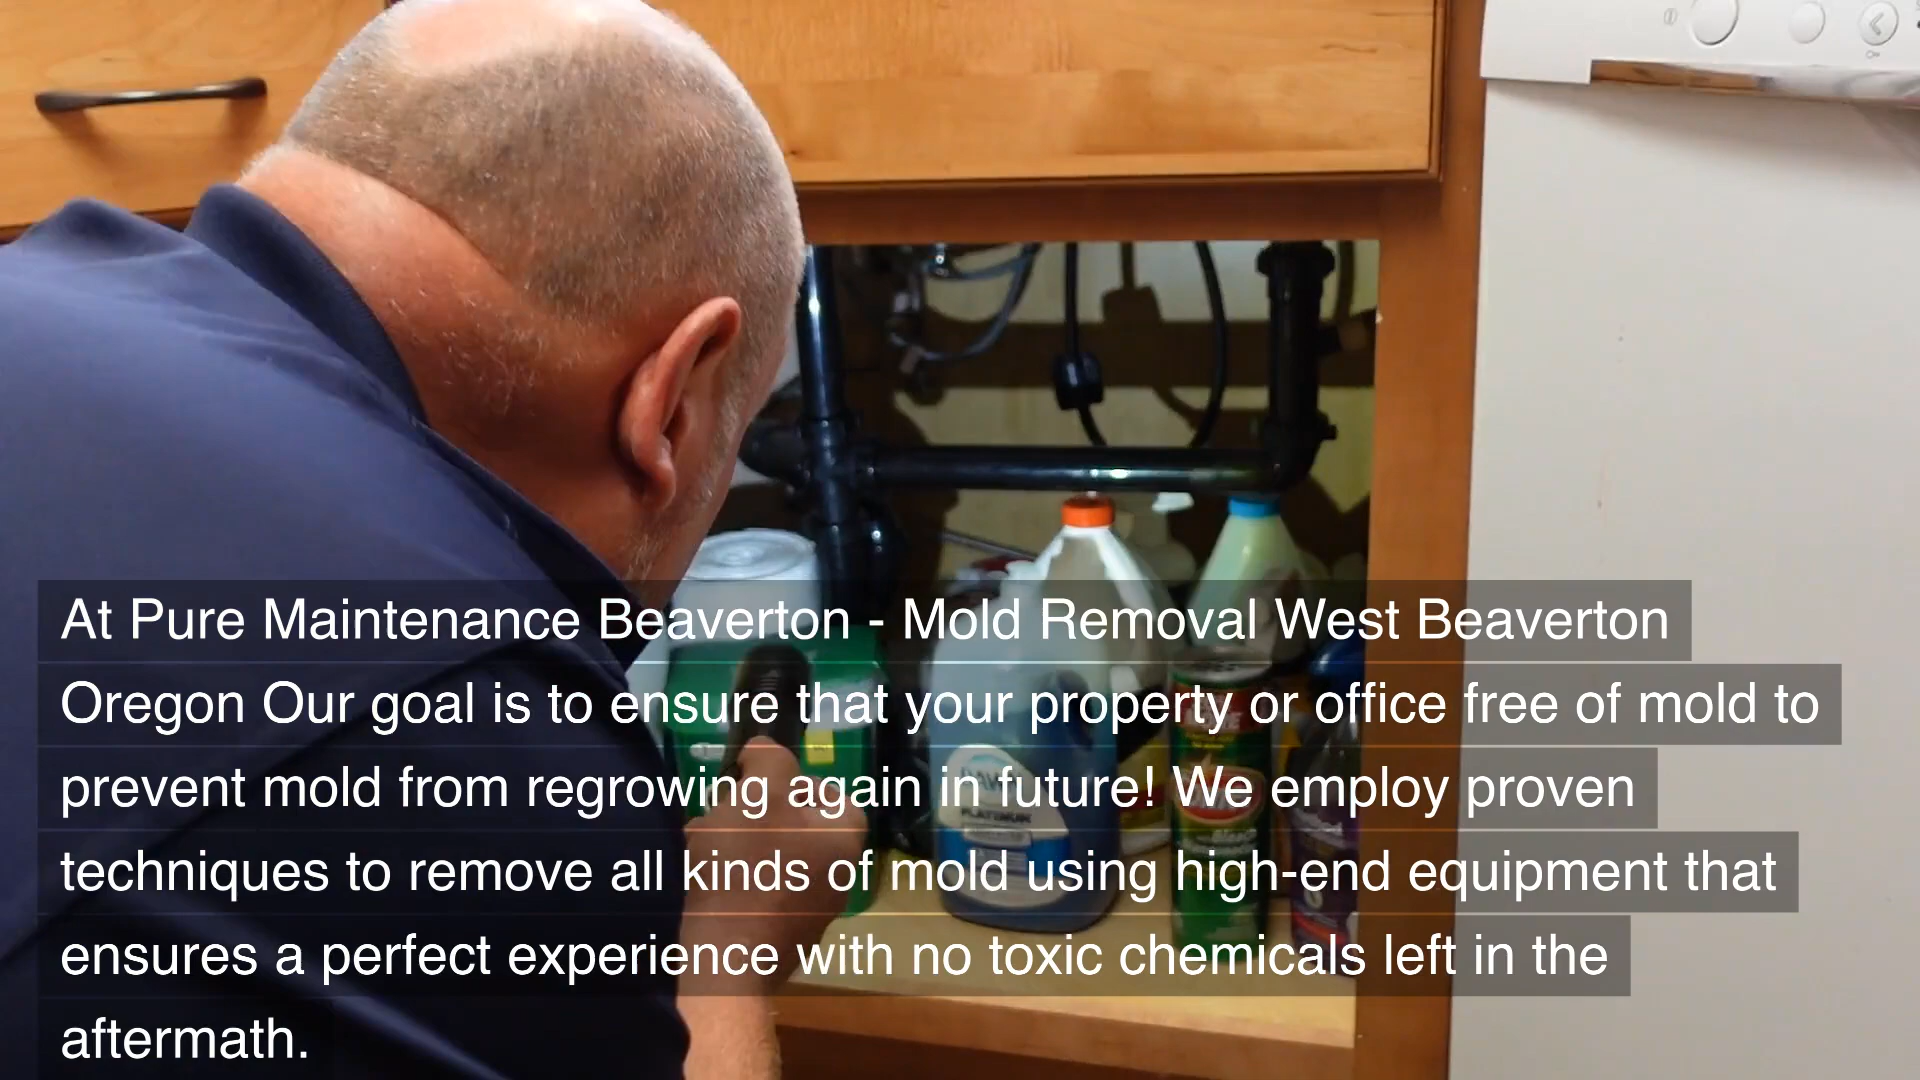 At Pure Maintenance Beaverton - Mold Removal West Beaverton
Oregon Our goal is to ensure that your property or office free of mold to
prevent mold from regrowing again in future! We employ proven
techniques to remove all kinds of mold using high-end equipment that
ensures a perfect experience with no toxic chemicals left in the
aftermath.
PLATINUM